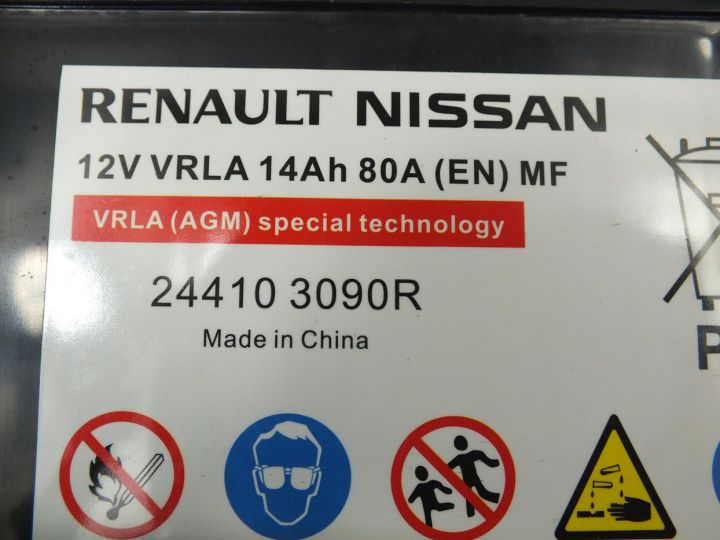 RENAULT NISSAN
12V VRLA 14Ah 80A (EN) MF
VRLA (AGM) special technology
24410 3090R
Made in China
P